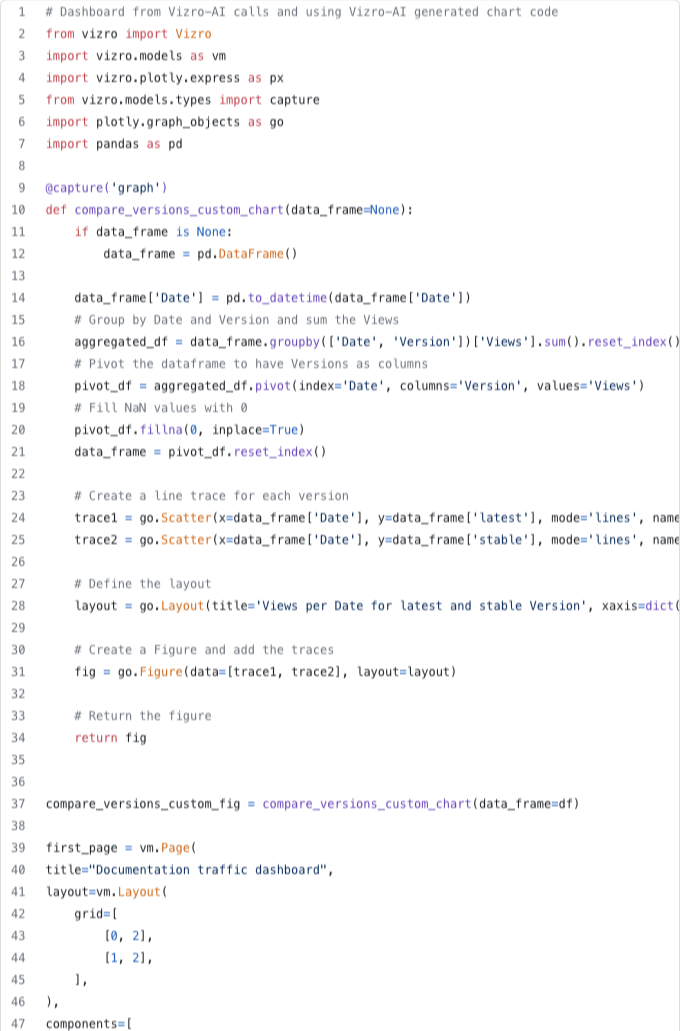 1 # Dashboard from Vizro-AI calls and using Vizro-AI generated chart code
2 from vizro import Vizro
3 import vizro.models as vm
4 import vizro.plotly.express as px
5 from vizro.models.types import capture
6 import plotly.graph_objects as go
7 import pandas as pd
8
9 @capture('graph')
10 def compare_versions_custom_chart(data_frame=None):
11     if data_frame is None:
12         data_frame = pd.DataFrame()
13
14     data_frame['Date'] = pd.to_datetime(data_frame['Date'])
15     # Group by Date and Version and sum the Views
16     aggregated_df = data_frame.groupby(['Date', 'Version'])['Views'].sum().reset_index()
17     # Pivot the dataframe to have Versions as columns
18     pivot_df = aggregated_df.pivot(index='Date', columns='Version', values='Views')
19     # Fill NaN values with 0
20     pivot_df.fillna(0, inplace=True)
21     data_frame = pivot_df.reset_index()
22
23     # Create a line trace for each version
24     trace1 = go.Scatter(x=data_frame['Date'], y=data_frame['latest'], mode='lines', name
25     trace2 = go.Scatter(x=data_frame['Date'], y=data_frame['stable'], mode='lines', name
26
27     # Define the layout
28     layout = go.Layout(title='Views per Date for latest and stable Version', xaxis=dict(
29
30     # Create a Figure and add the traces
31     fig = go.Figure(data=[trace1, trace2], layout=layout)
32
33     # Return the figure
34     return fig
35
36
37 compare_versions_custom_fig = compare_versions_custom_chart(data_frame=df)
38
39 first_page = vm.Page(
40 title="Documentation traffic dashboard",
41 layout=vm.Layout(
42     grid=[
43         [0, 2],
44         [1, 2],
45     ],
46 ),
47 components=[